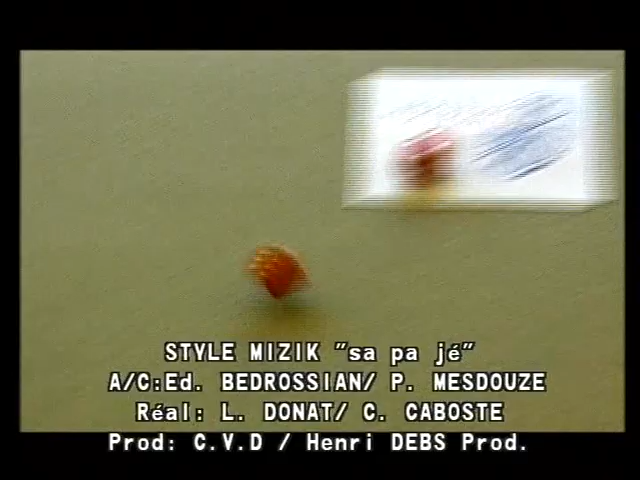 STYLE MIZIK "sa pa jé"
A/C:Ed. BEDROSSIAN/ P. MESDOUZE
Réal: L. DONAT/ C. CABOSTE
Prod: C.V.D / Henri DEBS Prod.